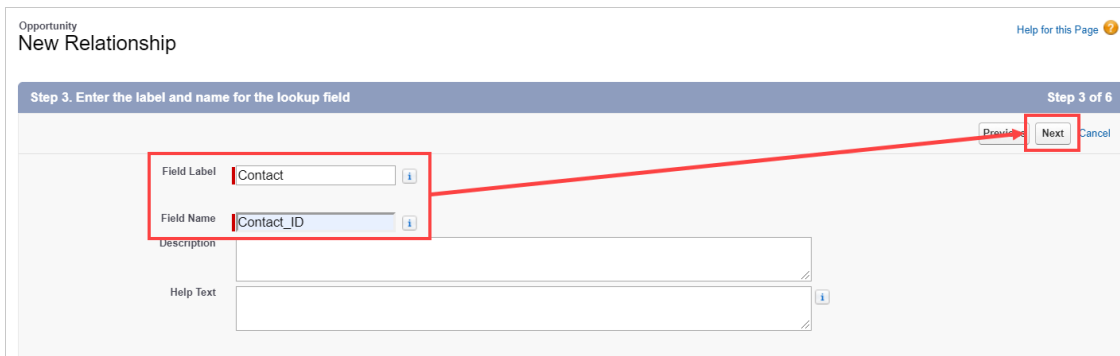 Opportunity
New Relationship
Help for this Page ?
Step 3. Enter the label and name for the lookup field
Step 3 of 6
Previous Next Cancel
Field Label Contact i
Field Name Contact_ID i
Description
Help Text i